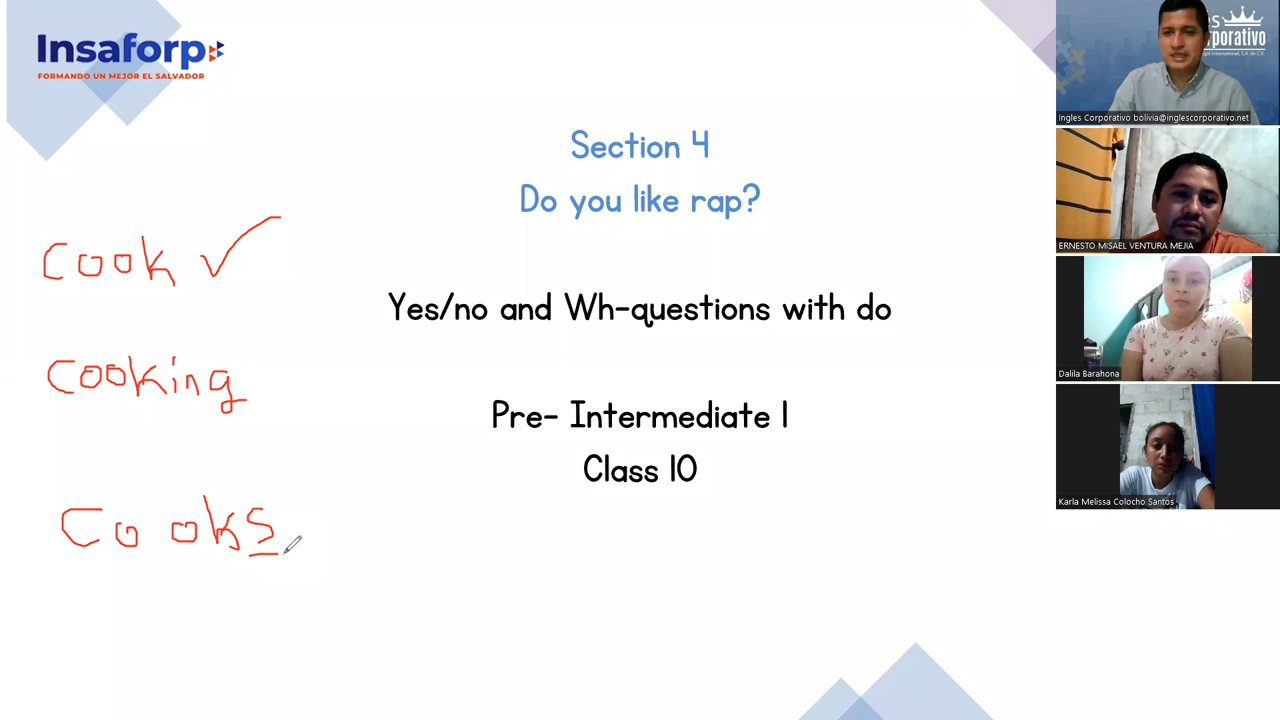 Insaforp
FORMANDO UN MEJOR EL SALVADOR
Section 4
Do you like rap?
Yes/no and Wh-questions with do
Pre- Intermediate 1
Class 10
Cook ✓
Cooking
Cooks
es
rporativo
Ingles Corporativo bolivia@inglescorporativo.net
ERNESTO MISAEL VENTURA MEJIA
Dalila Barahona
Karla Melissa Colocho Santos